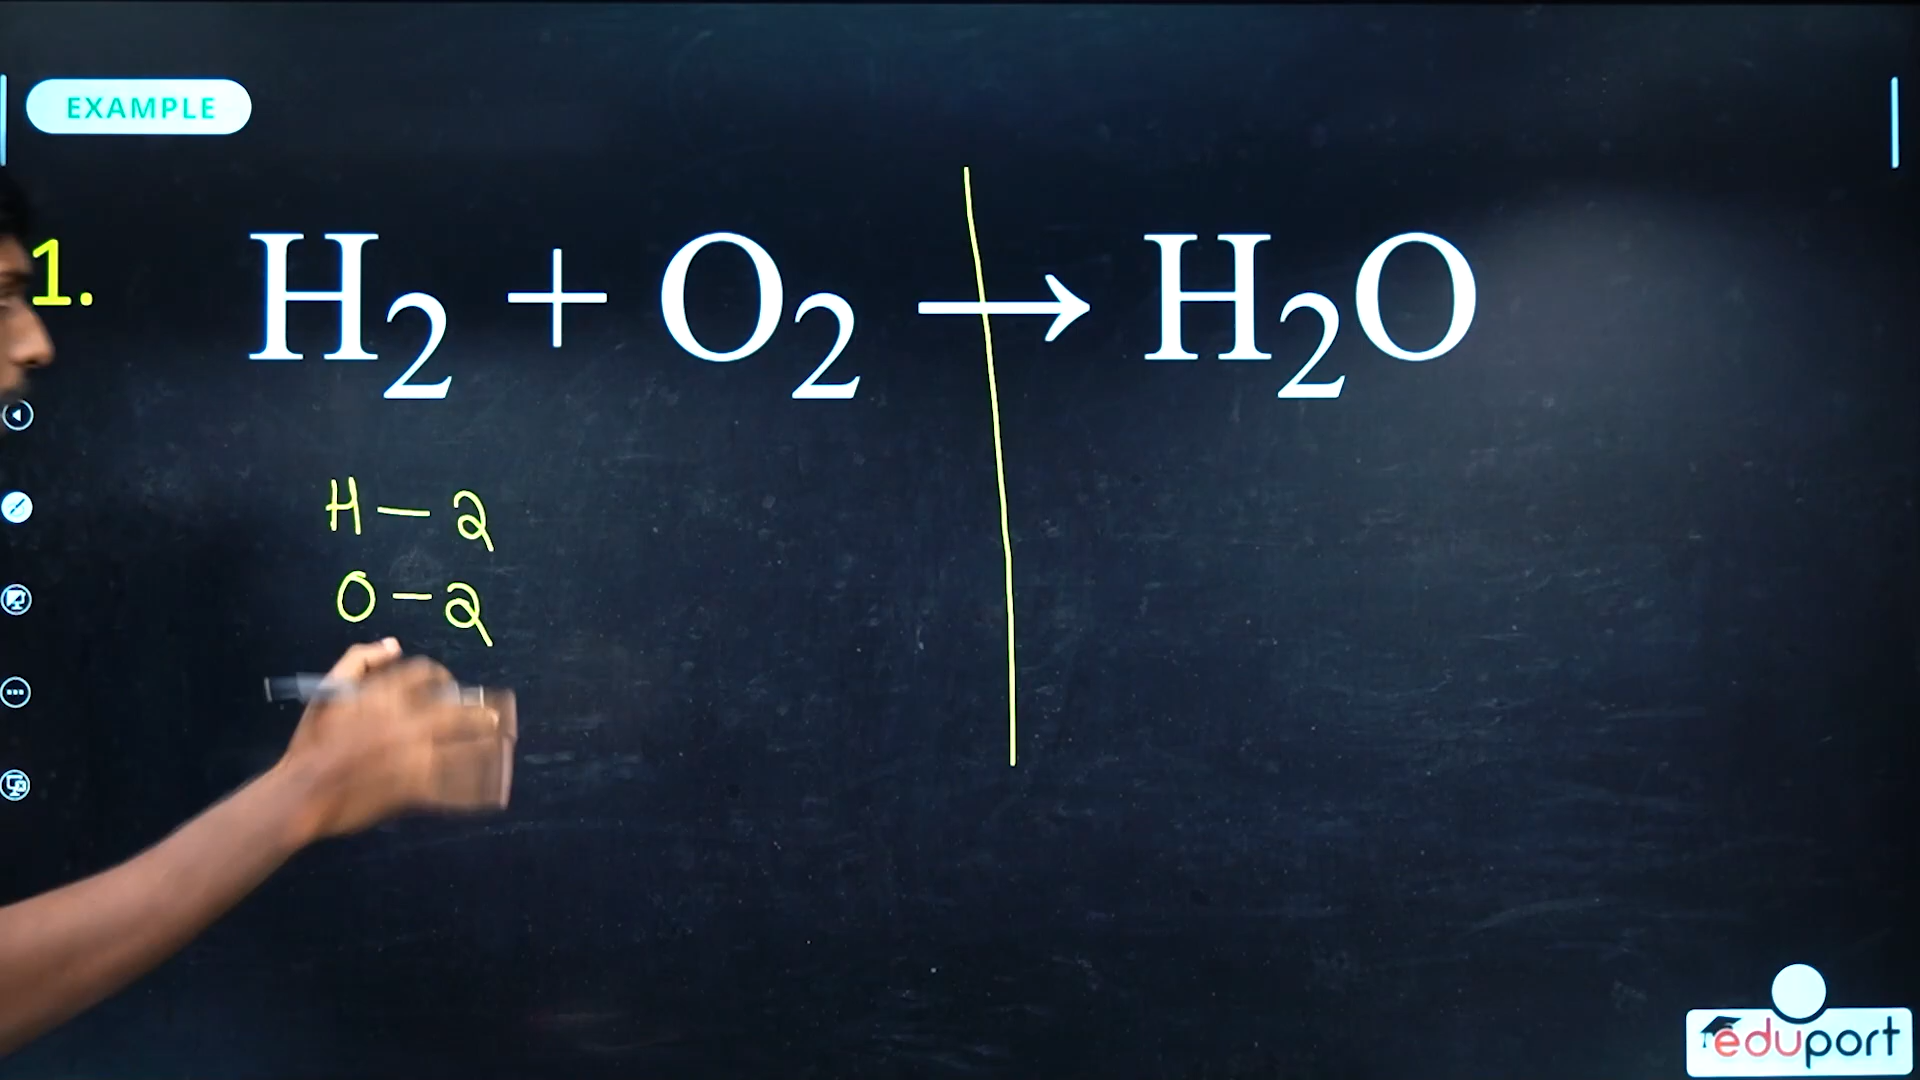 EXAMPLE
1. H₂ + O₂ → H₂O
H — 2
O — 2
eduport